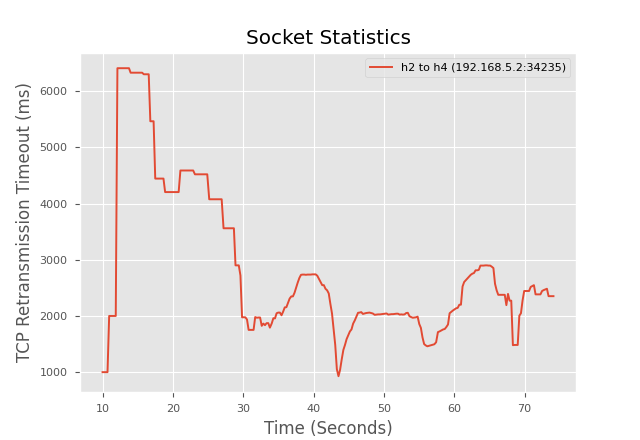 Socket Statistics
h2 to h4 (192.168.5.2:34235)
TCP Retransmission Timeout (ms)
6000
5000
4000
3000
2000
1000
10 20 30 40 50 60 70
Time (Seconds)